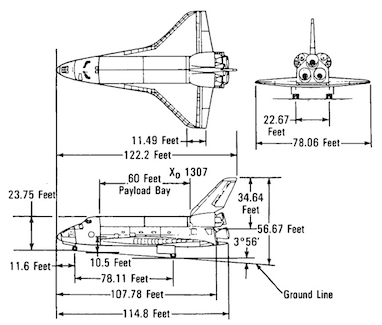 11.49 Feet
122.2 Feet
22.67
Feet
78.06 Feet
60 Feet
Payload Bay
X₀ 1307
23.75 Feet
34.64
Feet
56.67 Feet
3°56'
11.6 Feet
10.5 Feet
78.11 Feet
107.78 Feet
114.8 Feet
Ground Line